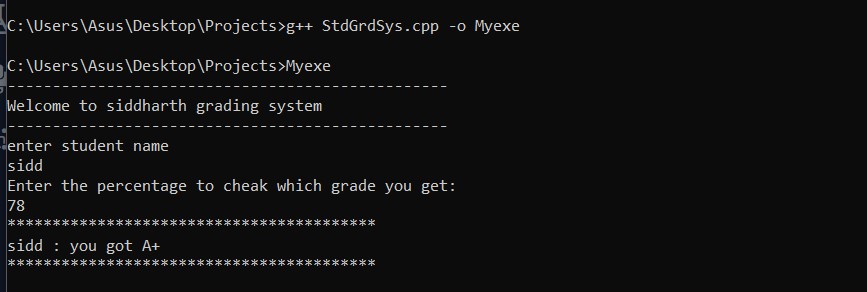 C:\Users\Asus\Desktop\Projects>g++ StdGrdSys.cpp -o Myexe
C:\Users\Asus\Desktop\Projects>Myexe
-------------------------------------------------
Welcome to siddharth grading system
-------------------------------------------------
enter student name
sidd
Enter the percentage to cheak which grade you get:
78
*****************************************
sidd : you got A+
*****************************************